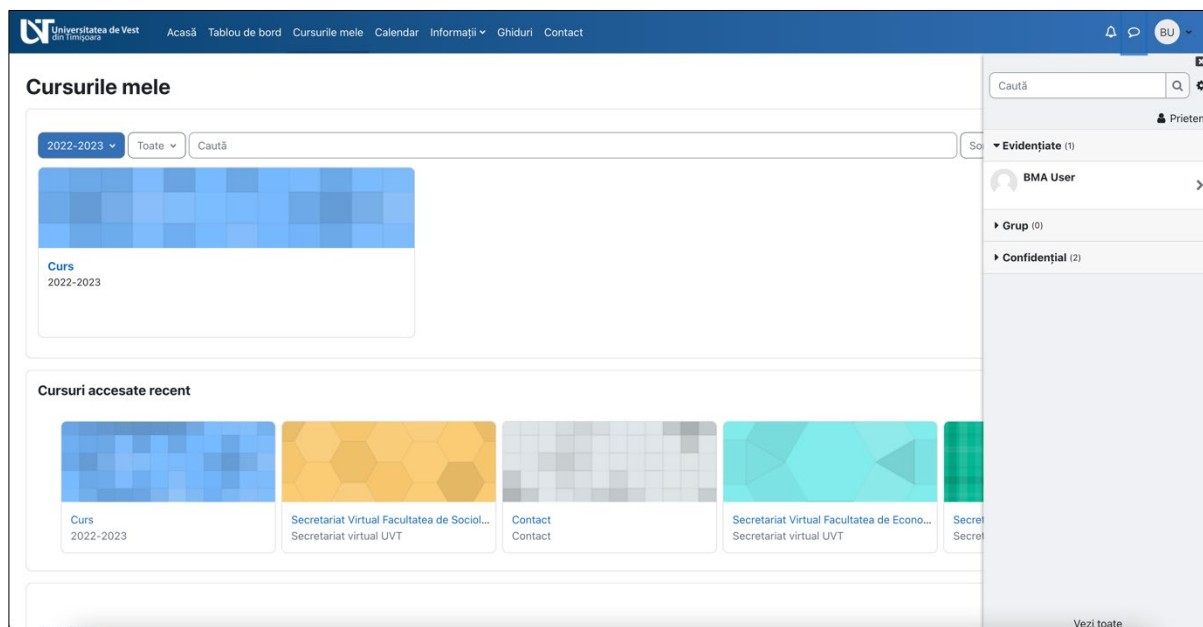 Universitatea de Vest
din Timișoara
Acasă Tablou de bord Cursurile mele Calendar Informații Ghiduri Contact
BU
Cursurile mele
2022-2023
Toate
Caută
Curs
2022-2023
Cursuri accesate recent
Curs
2022-2023
Secretariat Virtual Facultatea de Sociol...
Secretariat virtual UVT
Contact
Contact
Secretariat Virtual Facultatea de Econo...
Secretariat virtual UVT
Caută
Evidențiate (1)
BMA User
Grup (0)
Confidențial (2)
Vezi toate